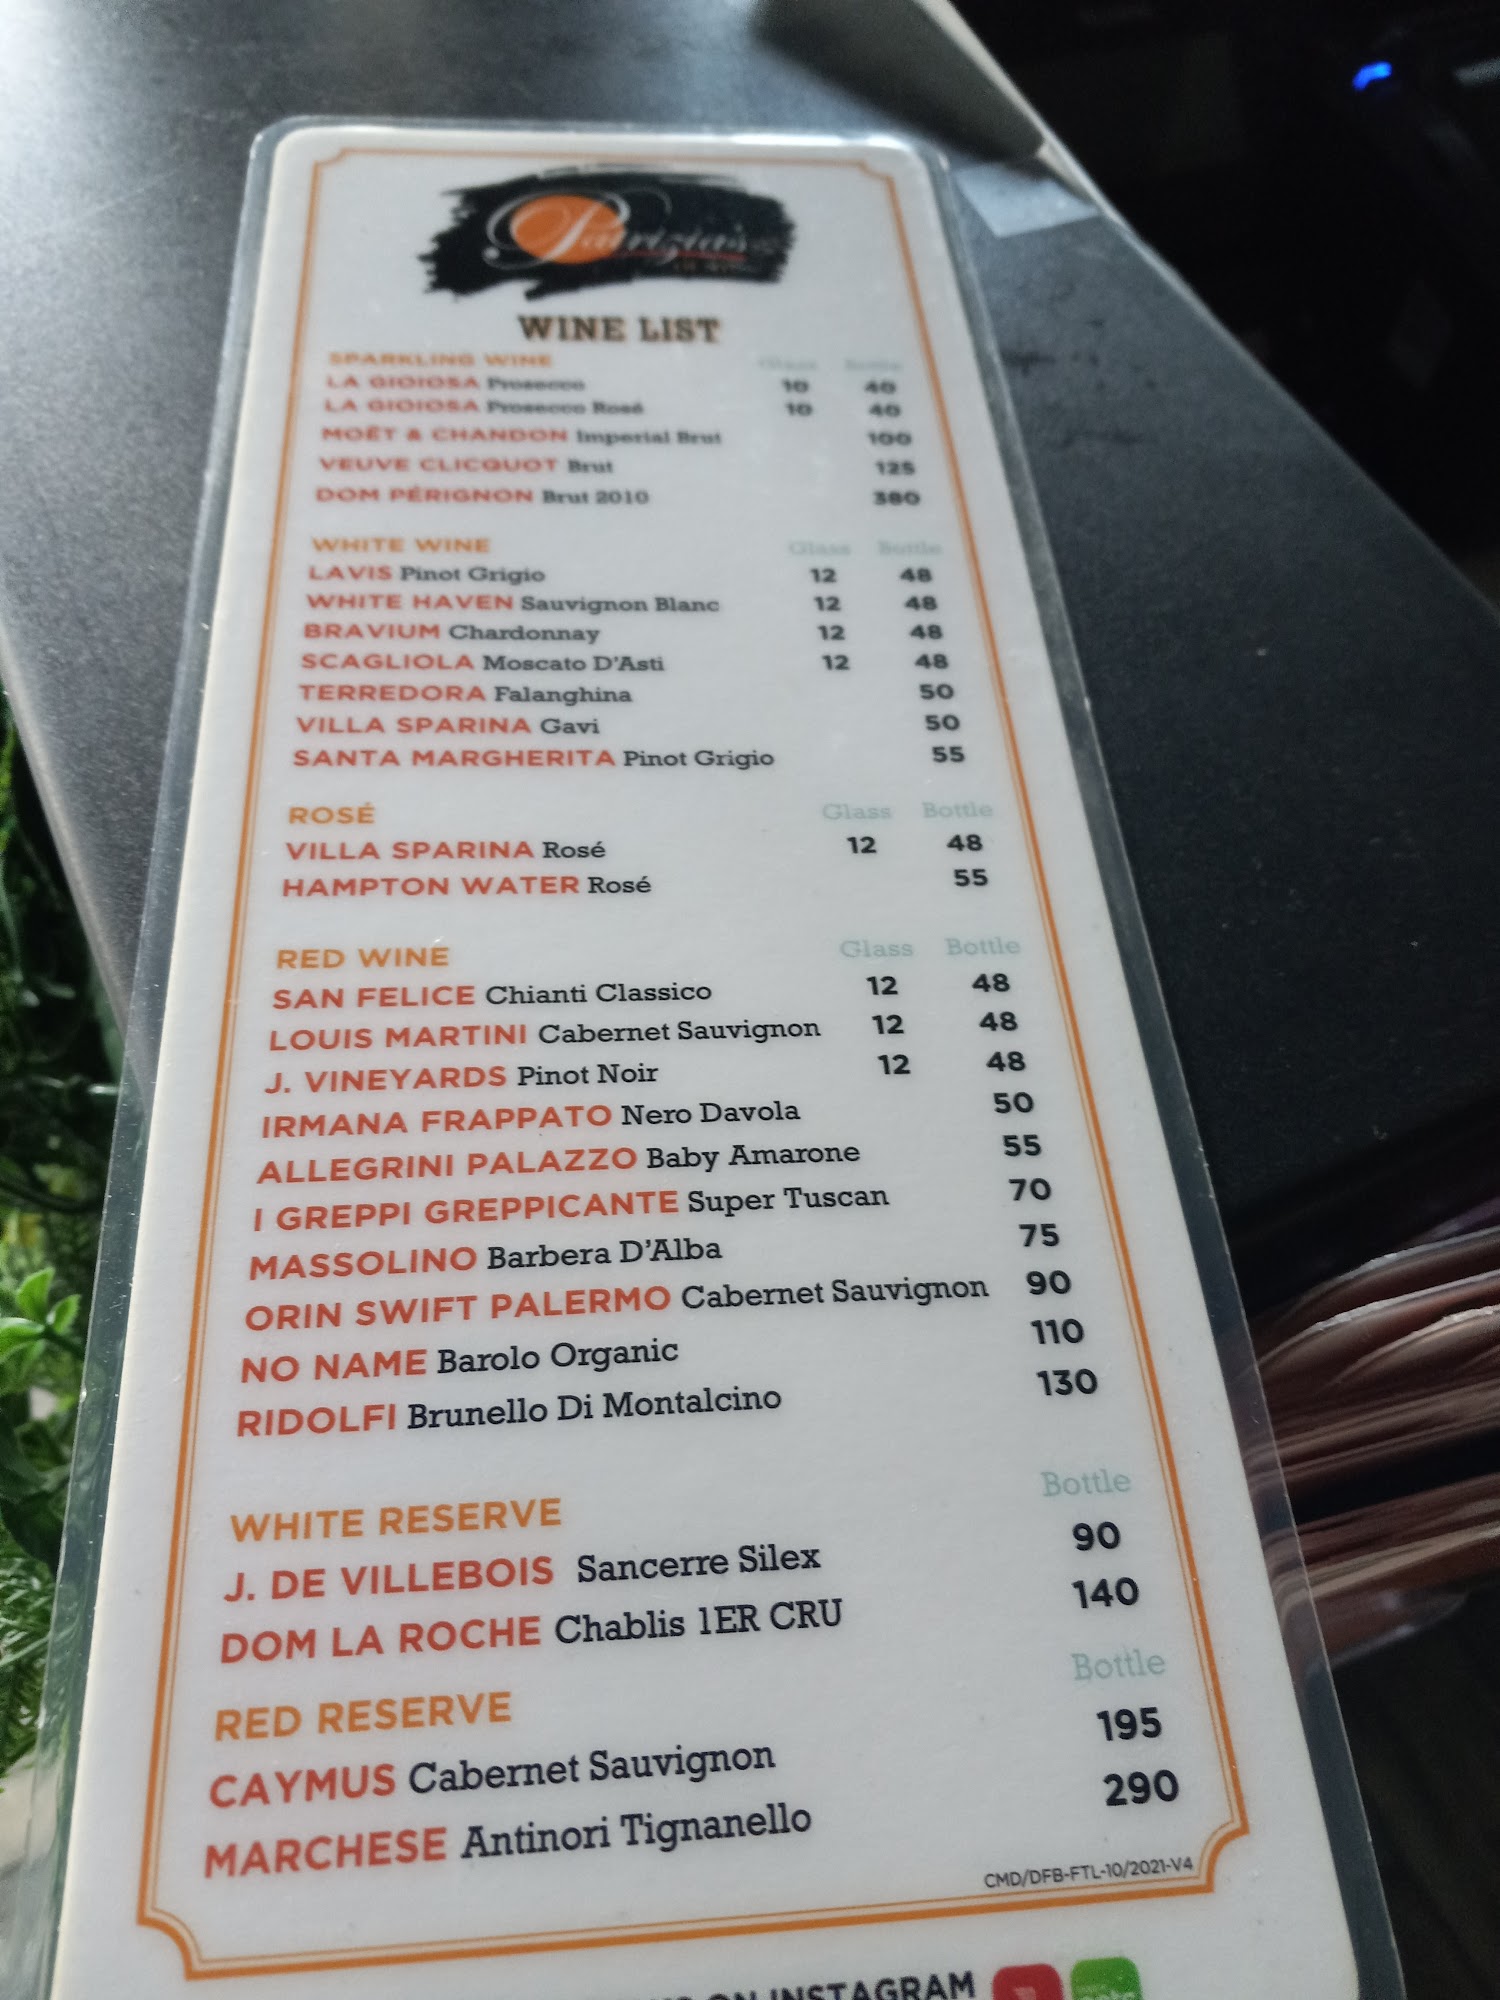 Patrizia's
WINE LIST
SPARKLING WINE Glass Bottle
LA GIOIOSA Prosecco 10 40
LA GIOIOSA Prosecco Rosé 10 40
MOËT & CHANDON Imperial Brut 100
VEUVE CLICQUOT Brut 125
DOM PÉRIGNON Brut 2010 380
WHITE WINE Glass Bottle
LAVIS Pinot Grigio 12 48
WHITE HAVEN Sauvignon Blanc 12 48
BRAVIUM Chardonnay 12 48
SCAGLIOLA Moscato D'Asti 12 48
TERREDORA Falanghina 50
VILLA SPARINA Gavi 50
SANTA MARGHERITA Pinot Grigio 55
ROSÉ Glass Bottle
VILLA SPARINA Rosé 12 48
HAMPTON WATER Rosé 55
RED WINE Glass Bottle
SAN FELICE Chianti Classico 12 48
LOUIS MARTINI Cabernet Sauvignon 12 48
J. VINEYARDS Pinot Noir 12 48
IRMANA FRAPPATO Nero Davola 50
ALLEGRINI PALAZZO Baby Amarone 55
I GREPPI GREPPICANTE Super Tuscan 70
MASSOLINO Barbera D'Alba 75
ORIN SWIFT PALERMO Cabernet Sauvignon 90
NO NAME Barolo Organic 110
RIDOLFI Brunello Di Montalcino 130
WHITE RESERVE Bottle
J. DE VILLEBOIS Sancerre Silex 90
DOM LA ROCHE Chablis 1ER CRU 140
RED RESERVE Bottle
CAYMUS Cabernet Sauvignon 195
MARCHESE Antinori Tignanello 290
CMD/DFB-FTL-10/2021-V4
ON INSTAGRAM